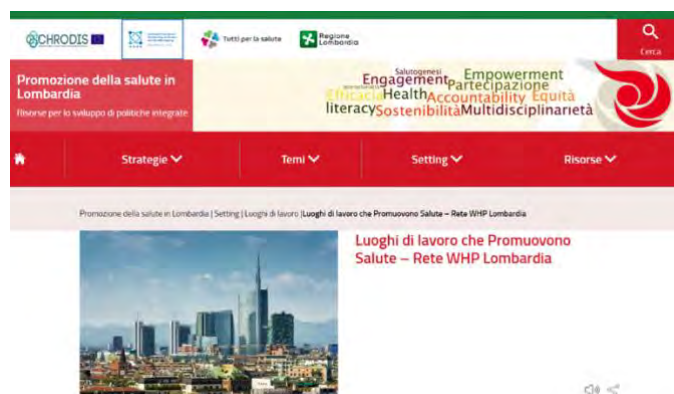 CHRODIS
Tutti per la salute
Regione
Lombardia
Cerca
Promozione della salute in
Lombardia
Risorse per lo sviluppo di politiche integrate
Salutogenesi
Engagement
Empowerment
Partecipazione
Efficacia
Health
Accountability
Equità
literacy
Sostenibilità
Multidisciplinarietà
Strategie
Temi
Setting
Risorse
Promozione della salute in Lombardia | Setting | Luoghi di lavoro |Luoghi di lavoro che Promuovono Salute – Rete WHP Lombardia
Luoghi di lavoro che Promuovono
Salute – Rete WHP Lombardia